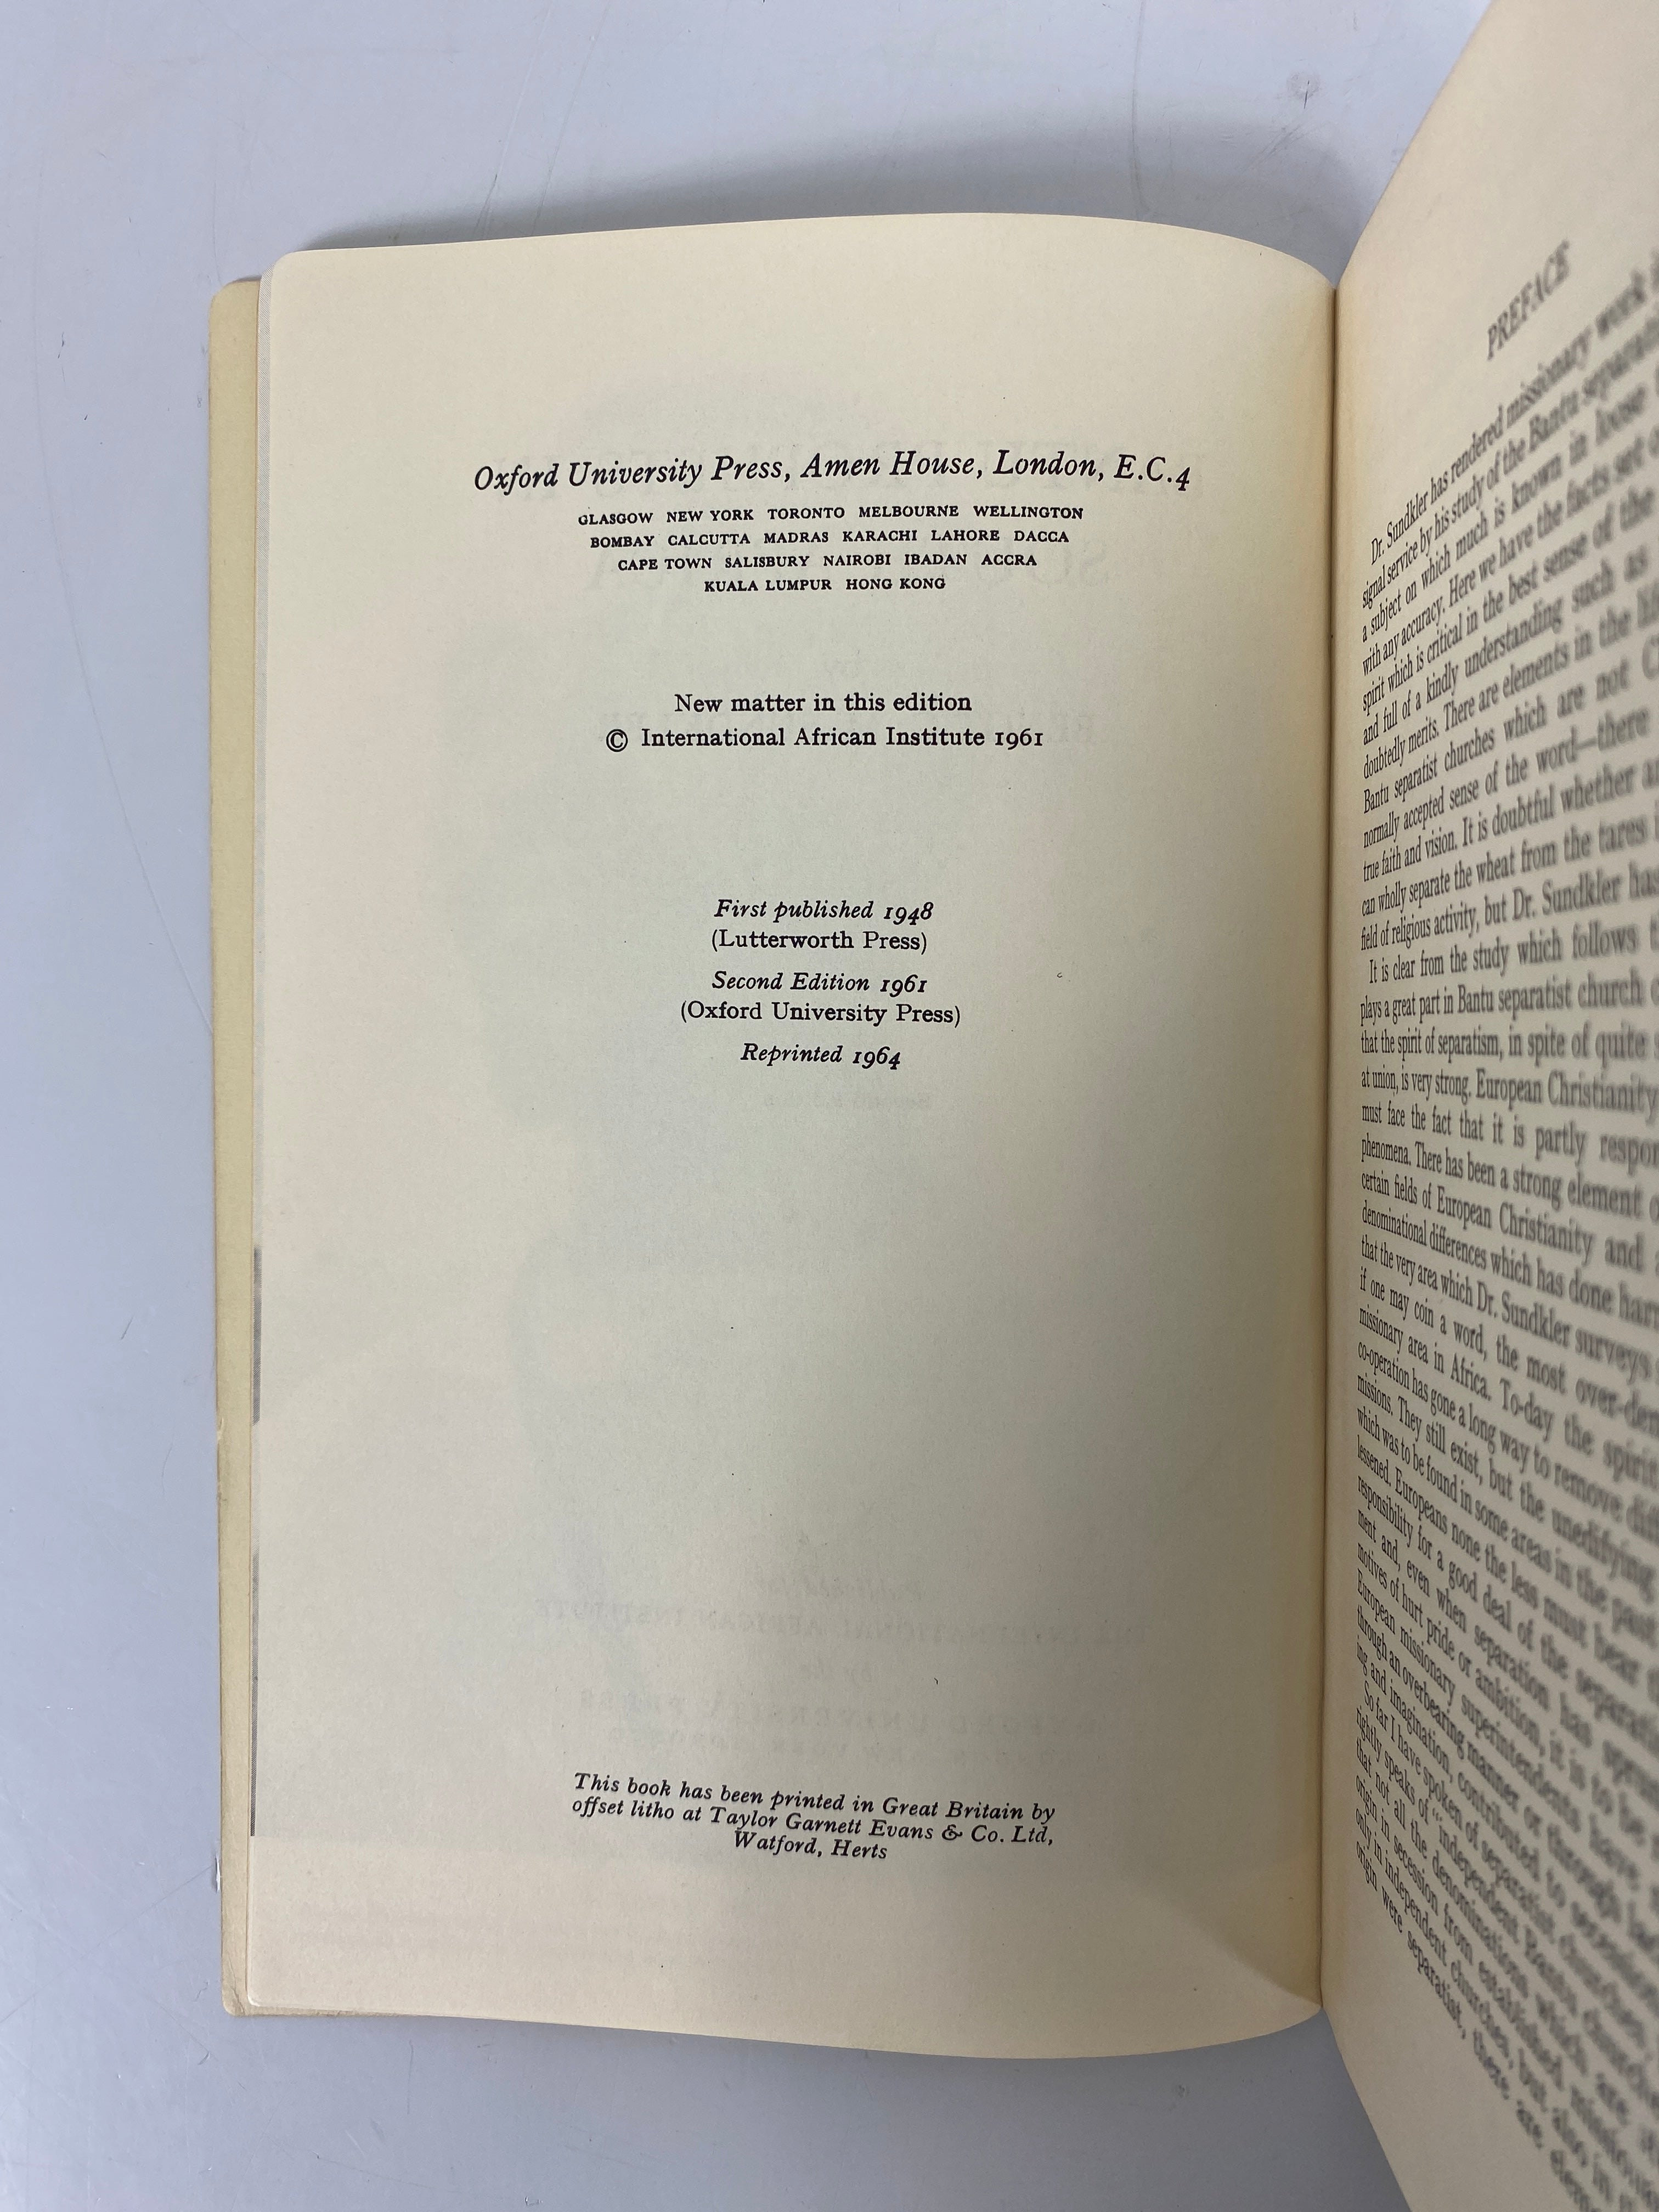 Oxford University Press, Amen House, London, E.C.4
GLASGOW NEW YORK TORONTO MELBOURNE WELLINGTON
BOMBAY CALCUTTA MADRAS KARACHI LAHORE DACCA
CAPE TOWN SALISBURY NAIROBI IBADAN ACCRA
KUALA LUMPUR HONG KONG
New matter in this edition
© International African Institute 1961
First published 1948
(Lutterworth Press)
Second Edition 1961
(Oxford University Press)
Reprinted 1964
This book has been printed in Great Britain by
offset litho at Taylor Garnett Evans & Co. Ltd,
Watford, Herts
PREFACE
Dr. Sundkler has rendered missionary work
signal service by his study of the Bantu
a subject on which much is known in loose
with any accuracy. Here we have the facts set
spirit which is critical in the best sense of the
and full of a kindly understanding such as
doubtedly merits. There are elements in the
Bantu separatist churches which are not
normally accepted sense of the word—there
true faith and vision. It is doubtful whether
can wholly separate the wheat from the tares
field of religious activity, but Dr. Sundkler has
It is clear from the study which follows
plays a great part in Bantu separatist church
that the spirit of separatism, in spite of quite
at union, is very strong. European Christianity
must face the fact that it is partly
phenomena. There has been a strong element
certain fields of European Christianity and
denominational differences which has done
that the very area which Dr. Sundkler surveys
if one may coin a word, the most
missionary area in Africa. To-day the spirit
co-operation has gone a long way to remove
missions. They still exist, but the unedifying
which was to be found in some areas in the past
lessened. Europeans none the less must bear
responsibility for a good deal of the
ment and, even when separation has
motives of hurt pride or ambition, it is to be
European missionary superintendents have,
through an overbearing manner or through
ing and imagination, contributed to
So far I have spoken of separatist churches.
rightly speaks of "independent Bantu churches
that not all the denominations which are
origin in secession from established
only in independent churches, but also in
origin were separatist, there are